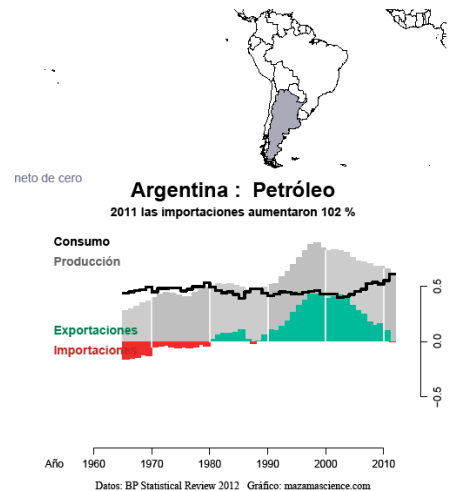 neto de cero
Argentina : Petróleo
2011 las importaciones aumentaron 102 %
Consumo
Producción
Exportaciones
Importaciones
0.5
0.0
−0.5
Año 1960 1970 1980 1990 2000 2010
Datos: BP Statistical Review 2012 Gráfico: mazamascience.com